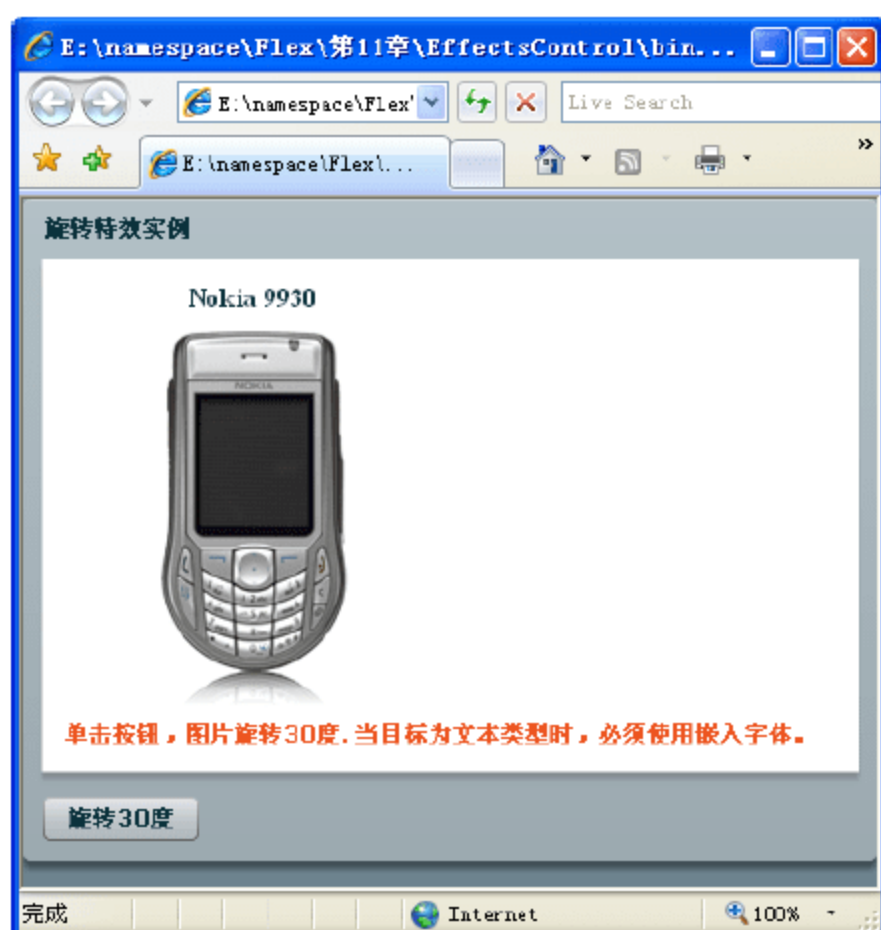 E:\namespace\Flex\第11章\EffectsControl\bin...
E:\namespace\Flex'
Live Search
E:\namespace\Flex\...
»
旋转特效实例
Nokia 9930
NOKIA
单击按钮，图片旋转30度.当目标为文本类型时，必须使用嵌入字体。
旋转30度
完成
Internet
100%